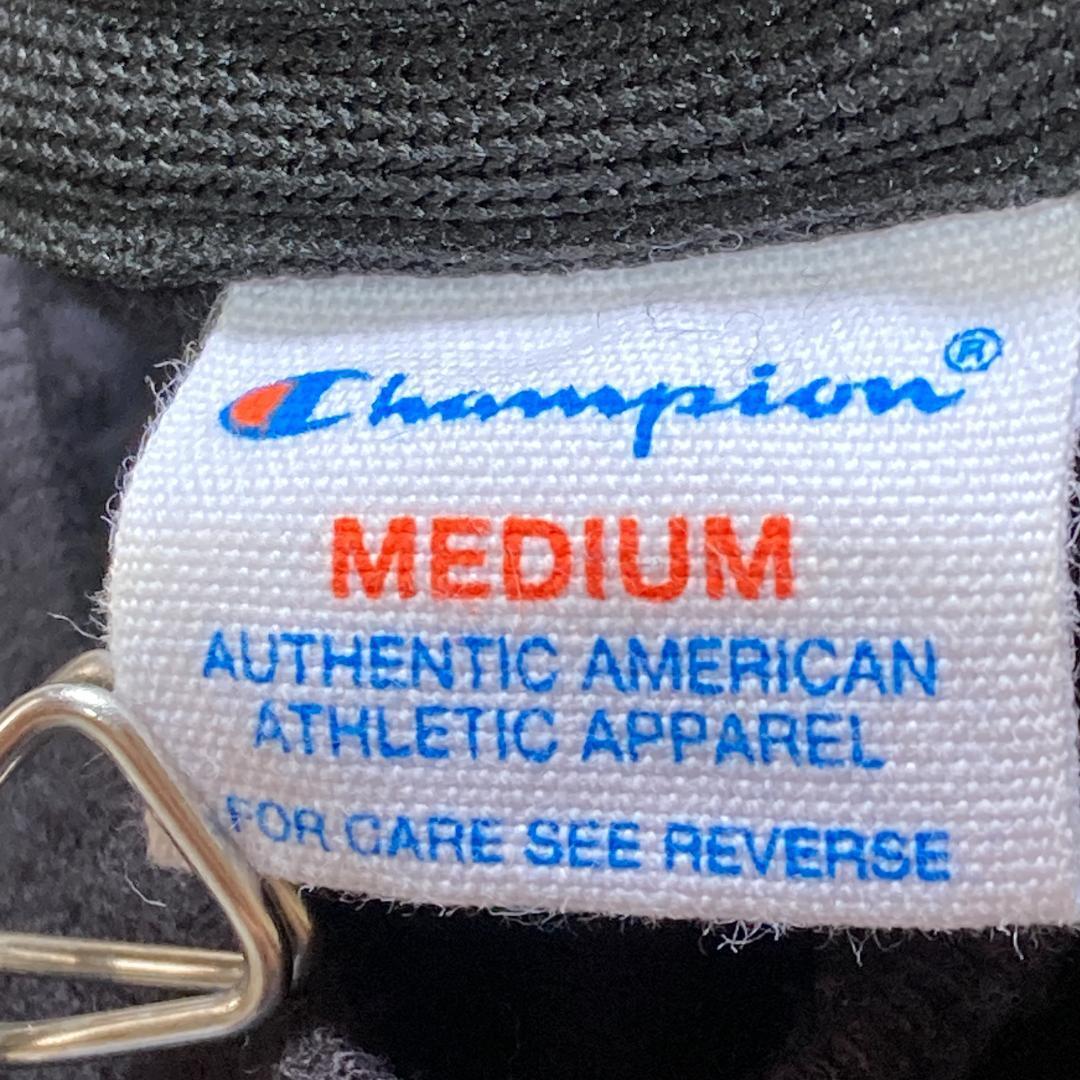 Champion®
MEDIUM
AUTHENTIC AMERICAN
ATHLETIC APPAREL
FOR CARE SEE REVERSE